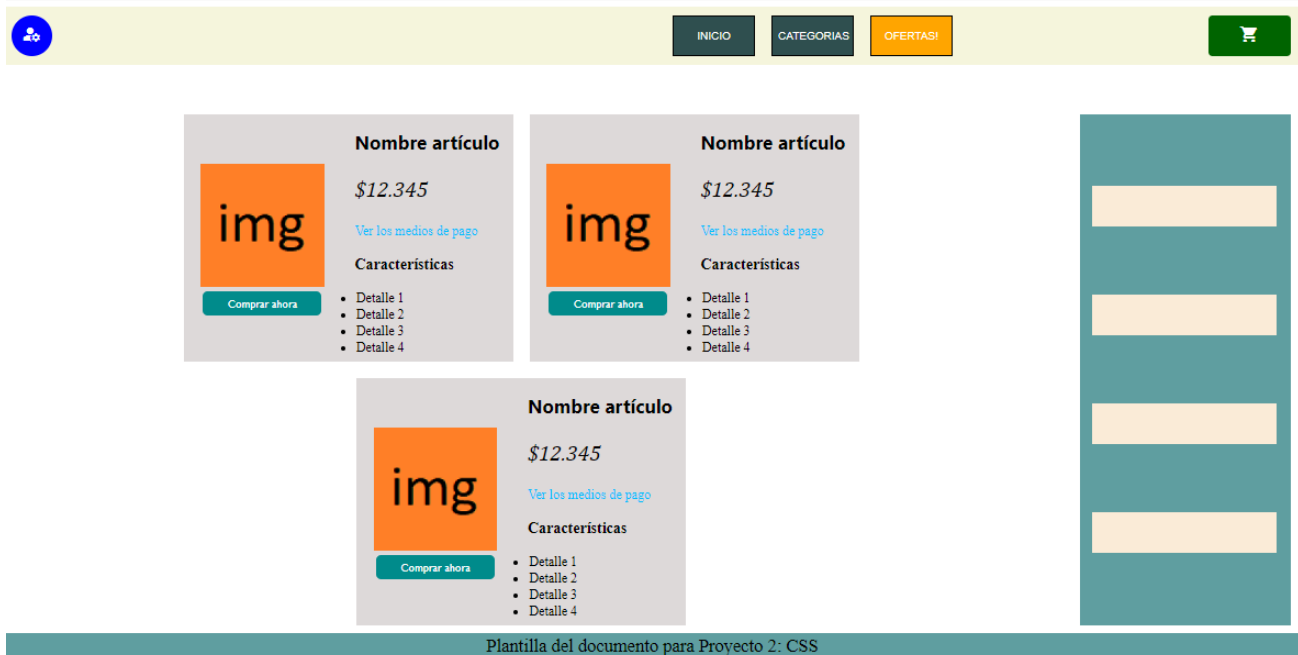 INICIO
CATEGORIAS
OFERTAS!
Nombre artículo
$12.345
img
Ver los medios de pago
Características
Comprar ahora
Detalle 1
Detalle 2
Detalle 3
Detalle 4
Nombre artículo
$12.345
img
Ver los medios de pago
Características
Comprar ahora
Detalle 1
Detalle 2
Detalle 3
Detalle 4
Nombre artículo
$12.345
img
Ver los medios de pago
Características
Comprar ahora
Detalle 1
Detalle 2
Detalle 3
Detalle 4
Plantilla del documento para Proyecto 2: CSS